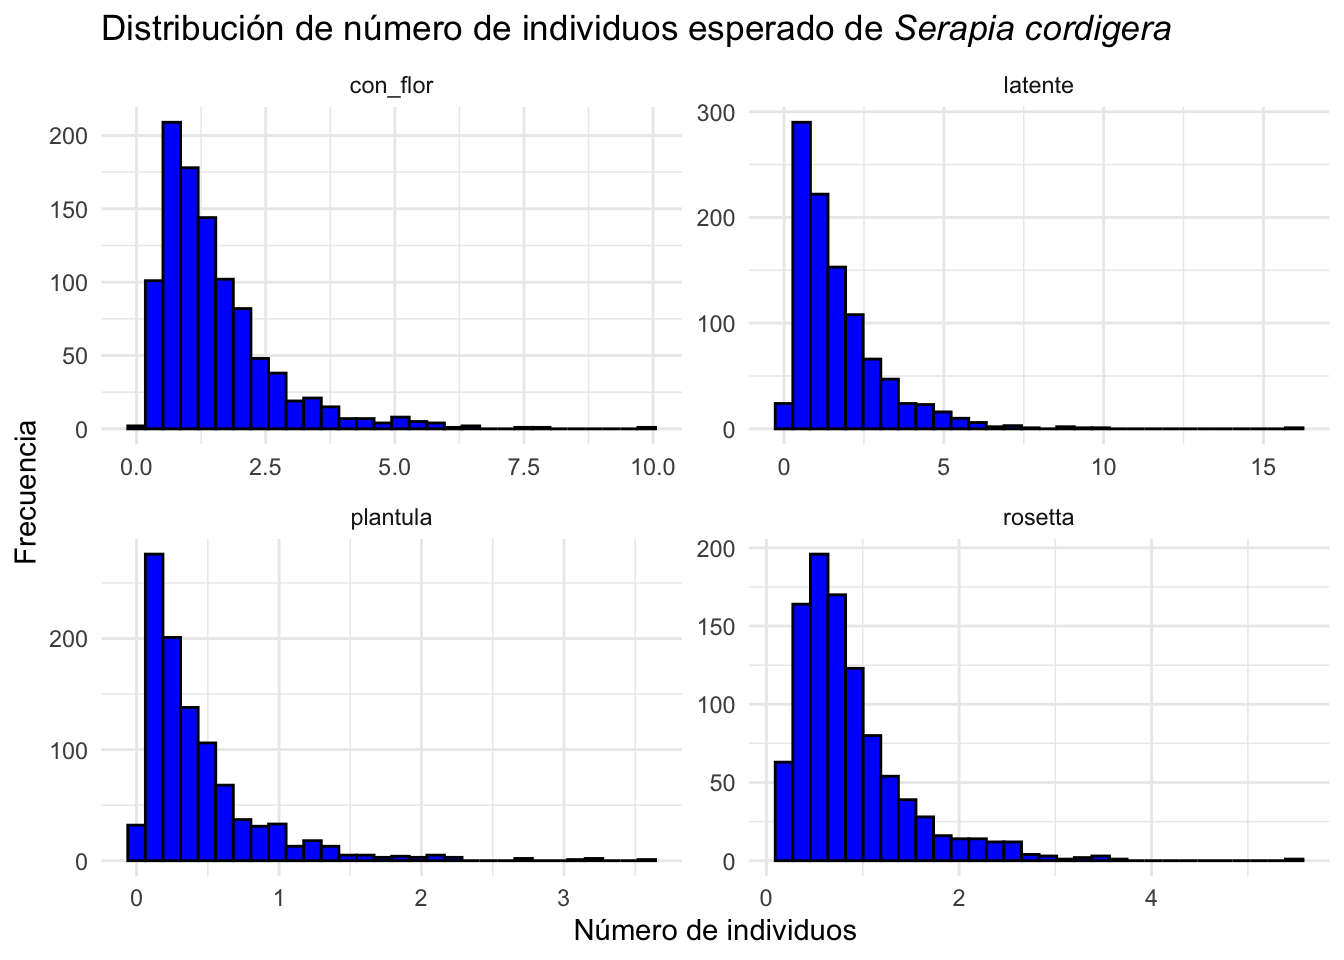 Distribución de número de individuos esperado de Serapia cordigera
con_flor
latente
200
150
100
50
0
0.0 2.5 5.0 7.5 10.0
300
200
100
0
0 5 10 15
plantula
rosetta
200
100
0
0 1 2 3
200
150
100
50
0
0 2 4
Frecuencia
Número de individuos